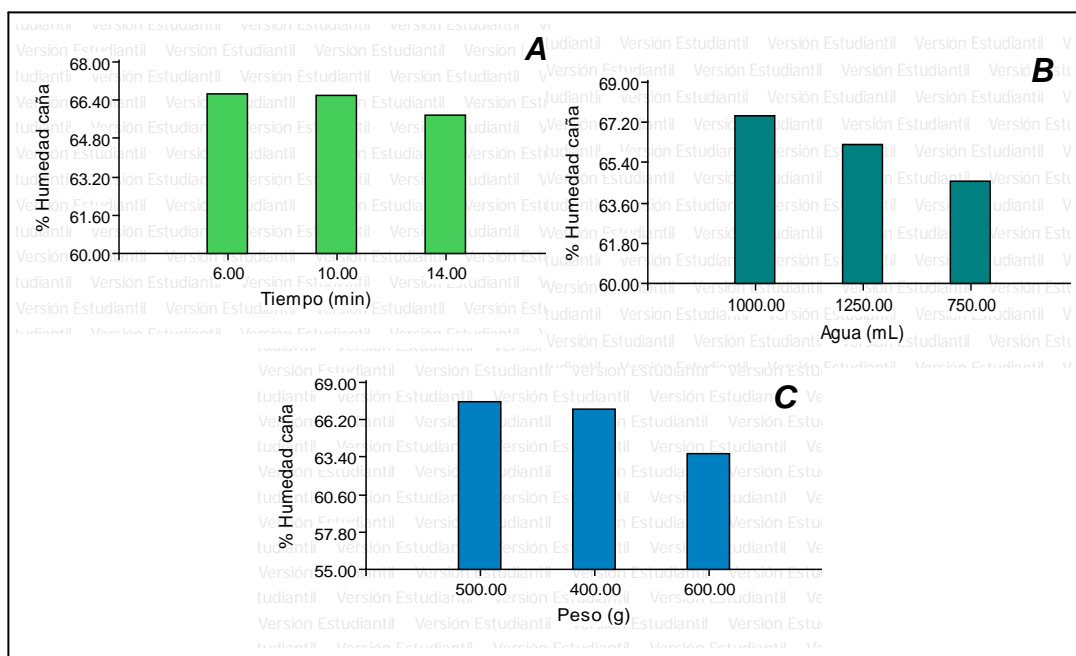 A
% Humedad caña
68.00
66.40
64.80
63.20
61.60
60.00
6.00 10.00 14.00
Tiempo (min)
B
% Humedad caña
69.00
67.20
65.40
63.60
61.80
60.00
1000.00 1250.00 750.00
Agua (mL)
C
% Humedad caña
69.00
66.20
63.40
60.60
57.80
55.00
500.00 400.00 600.00
Peso (g)
Versión Estudiantil